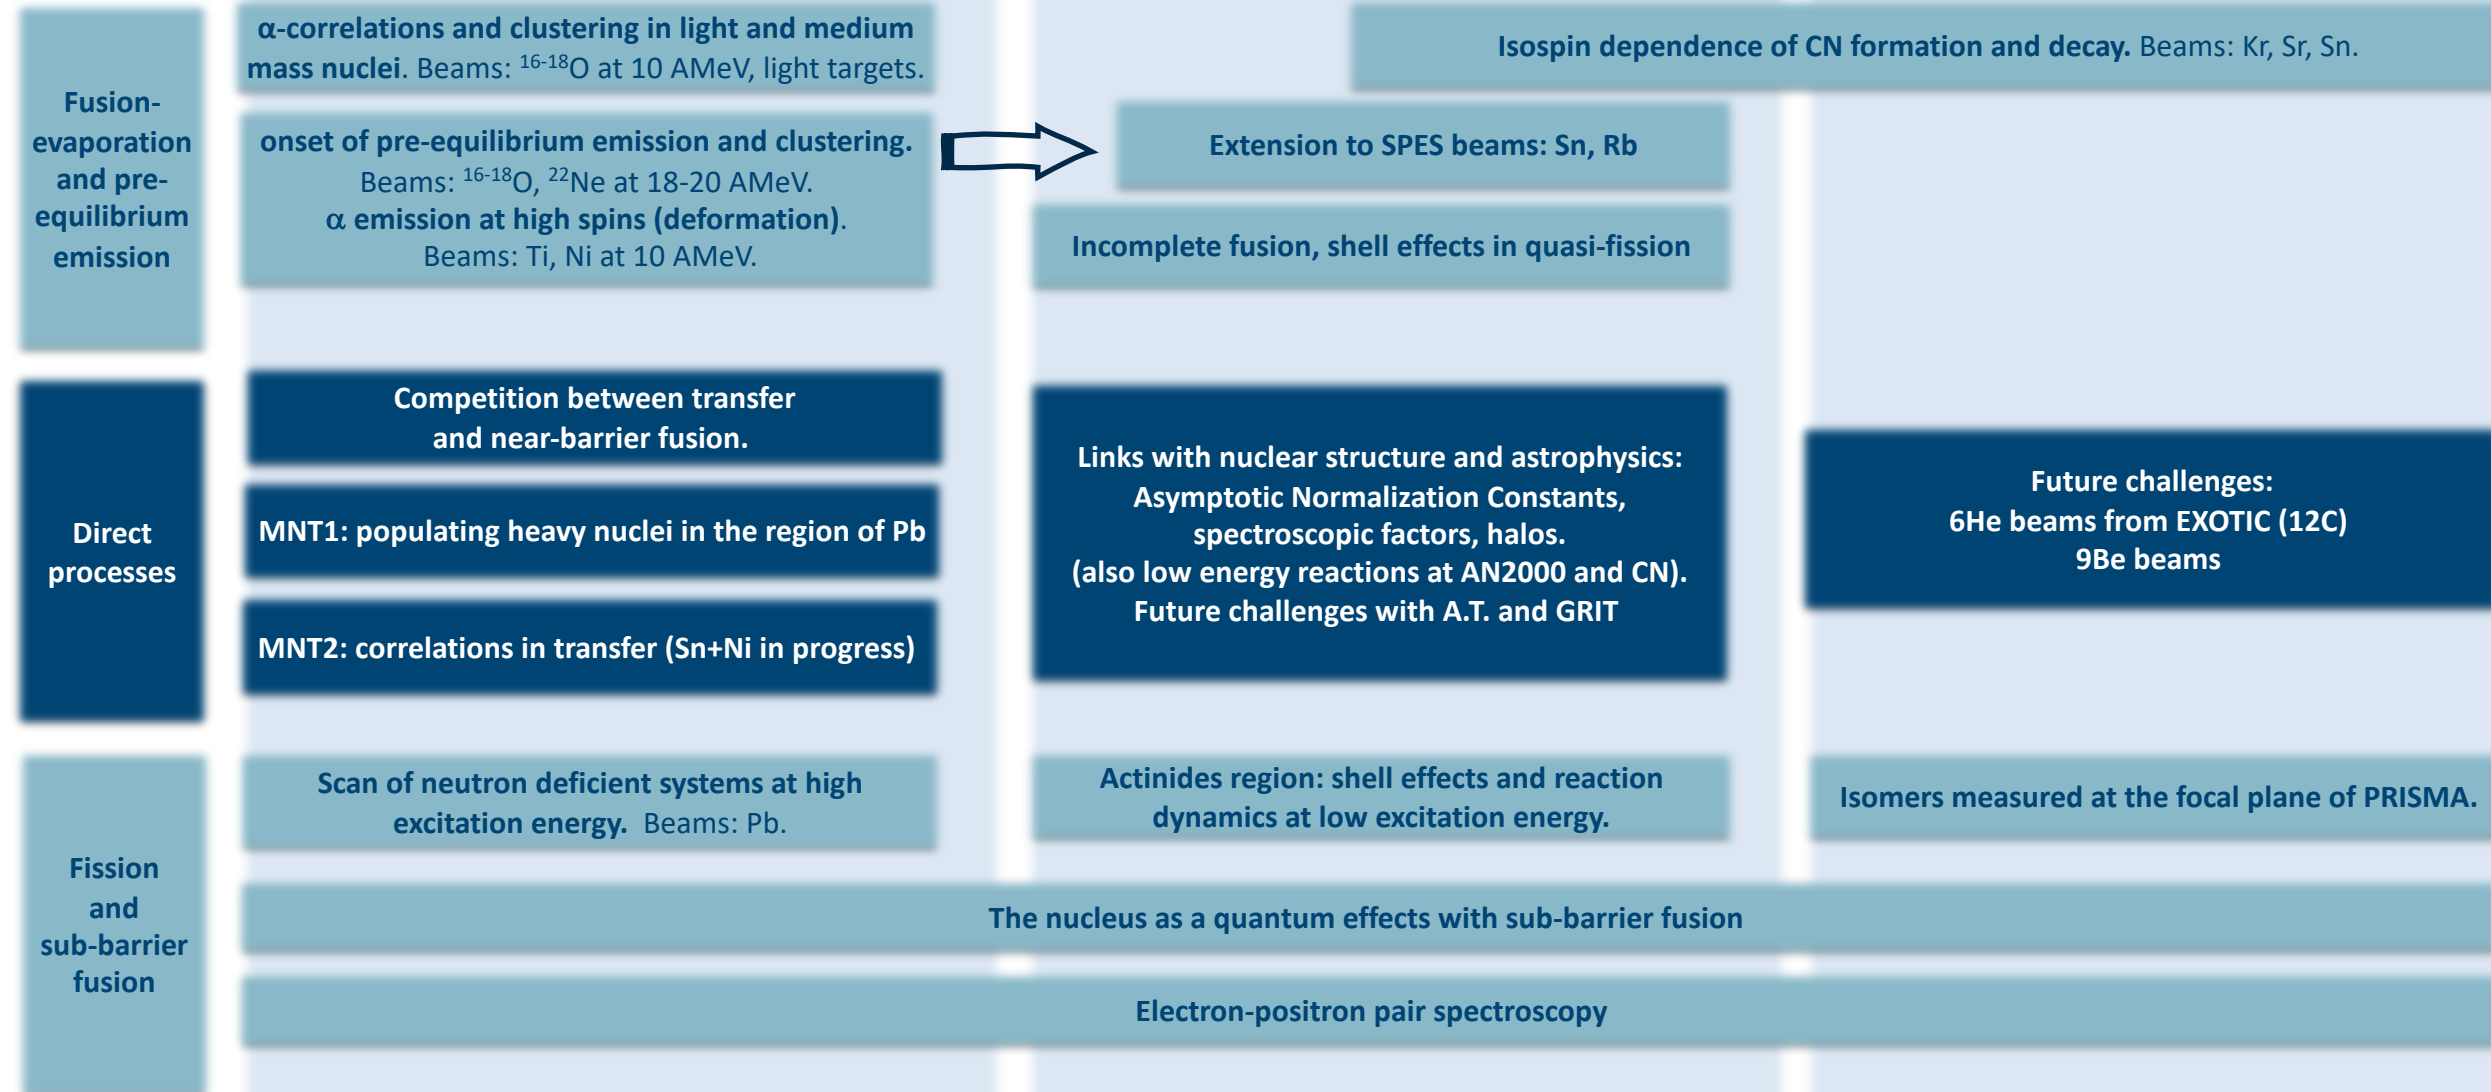 Fusion-
evaporation
and pre-
equilibrium
emission
α-correlations and clustering in light and medium
mass nuclei. Beams: ¹⁶⁻¹⁸O at 10 AMeV, light targets.
Isospin dependence of CN formation and decay. Beams: Kr, Sr, Sn.
onset of pre-equilibrium emission and clustering.
Beams: ¹⁶⁻¹⁸O, ²²Ne at 18-20 AMeV.
α emission at high spins (deformation).
Beams: Ti, Ni at 10 AMeV.
Extension to SPES beams: Sn, Rb
Incomplete fusion, shell effects in quasi-fission
Direct
processes
Competition between transfer
and near-barrier fusion.
MNT1: populating heavy nuclei in the region of Pb
MNT2: correlations in transfer (Sn+Ni in progress)
Links with nuclear structure and astrophysics:
Asymptotic Normalization Constants,
spectroscopic factors, halos.
(also low energy reactions at AN2000 and CN).
Future challenges with A.T. and GRIT
Future challenges:
6He beams from EXOTIC (12C)
9Be beams
Fission
and
sub-barrier
fusion
Scan of neutron deficient systems at high
excitation energy. Beams: Pb.
Actinides region: shell effects and reaction
dynamics at low excitation energy.
Isomers measured at the focal plane of PRISMA.
The nucleus as a quantum effects with sub-barrier fusion
Electron-positron pair spectroscopy